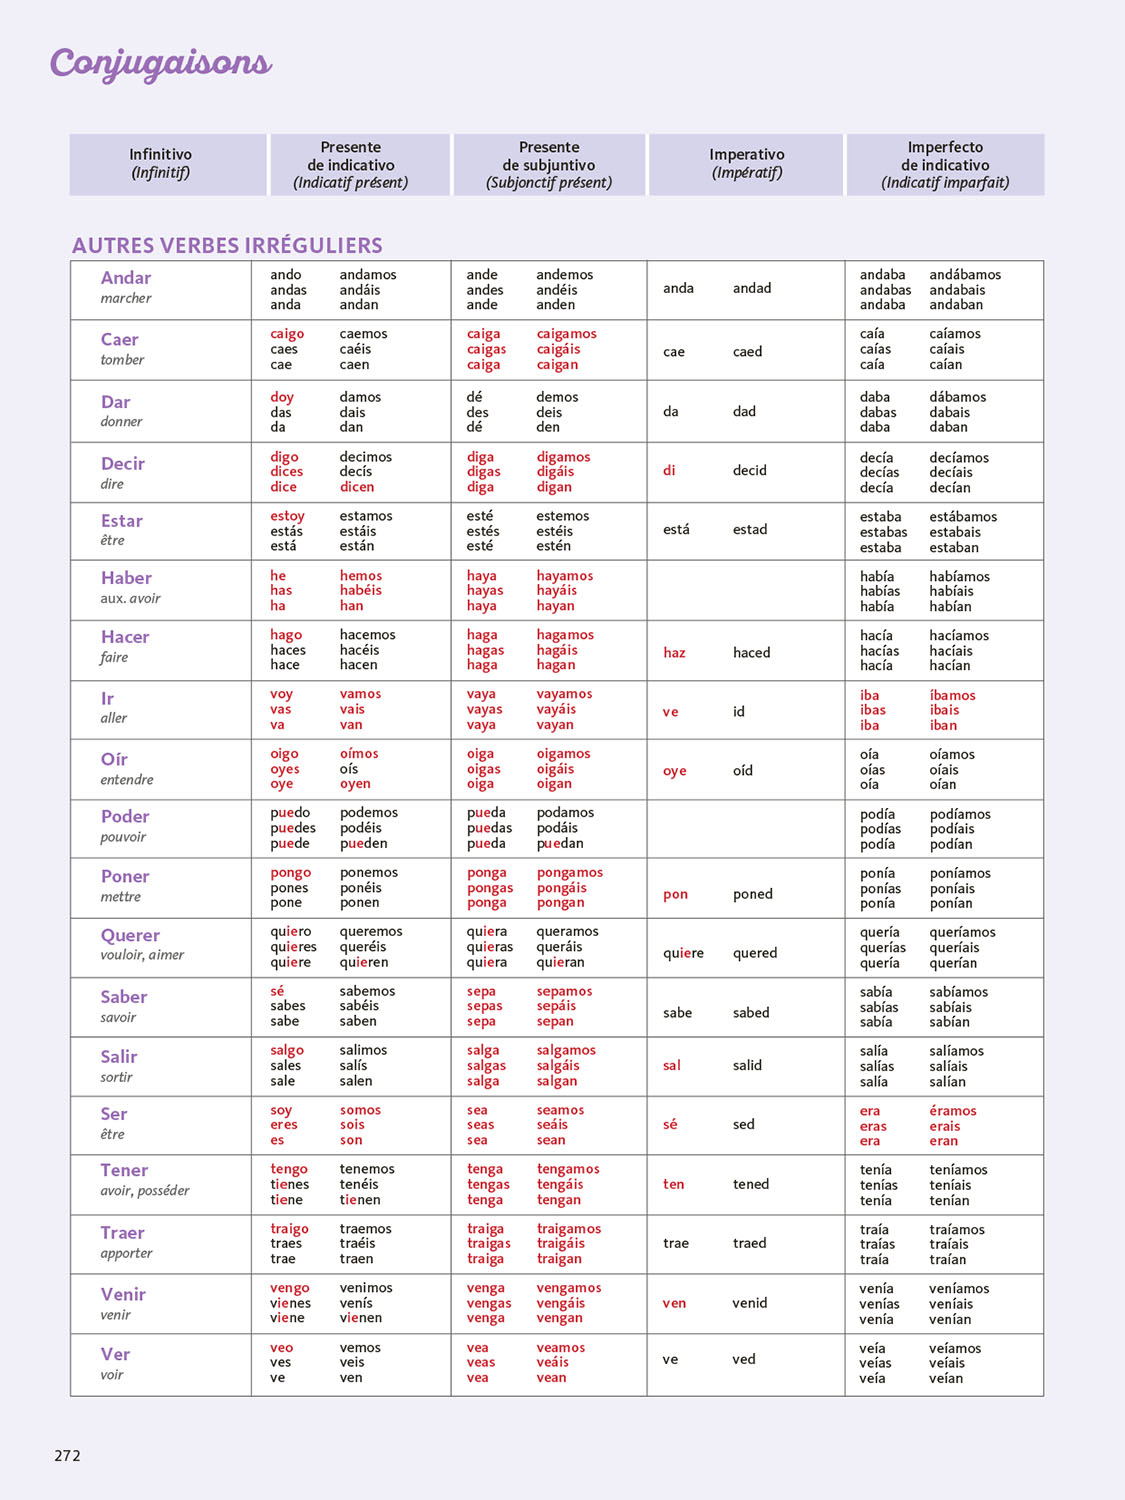 Conjugaisons
Infinitivo
(Infinitif)
Presente
de indicativo
(Indicatif présent)
Presente
de subjuntivo
(Subjonctif présent)
Imperativo
(Impératif)
Imperfecto
de indicativo
(Indicatif imparfait)
AUTRES VERBES IRRÉGULIERS
Andar
marcher
ando andamos ande andemos andaba andábamos
andas andáis andes andéis anda andad andabas andabais
anda andan ande anden andaba andaban
Caer
tomber
caigo caemos caiga caigamos caía caíamos
caes caéis caigas caigáis cae caed caías caíais
cae caen caiga caigan caía caían
Dar
donner
doy damos dé demos daba dábamos
das dais des deis da dad dabas dabais
da dan dé den daba daban
Decir
dire
digo decimos diga digamos decía decíamos
dices decís digas digáis di decid decías decíais
dice dicen diga digan decía decían
Estar
être
estoy estamos esté estemos estaba estábamos
estás estáis estés estéis está estad estabas estabais
está están esté estén estaba estaban
Haber
aux. avoir
he hemos haya hayamos había habíamos
has habéis hayas hayáis habías habíais
ha han haya hayan había habían
Hacer
faire
hago hacemos haga hagamos hacía hacíamos
haces hacéis hagas hagáis haz haced hacías hacíais
hace hacen haga hagan hacía hacían
Ir
aller
voy vamos vaya vayamos iba íbamos
vas vais vayas vayáis ve id ibas ibais
va van vaya vayan iba iban
Oír
entendre
oigo oímos oiga oigamos oía oíamos
oyes oís oigas oigáis oye oíd oías oíais
oye oyen oiga oigan oía oían
Poder
pouvoir
puedo podemos pueda podamos podía podíamos
puedes podéis puedas podáis podías podíais
puede pueden pueda puedan podía podían
Poner
mettre
pongo ponemos ponga pongamos ponía poníamos
pones ponéis pongas pongáis pon poned ponías poníais
pone ponen ponga pongan ponía ponían
Querer
vouloir, aimer
quiero queremos quiera queramos quería queríamos
quieres queréis quieras queráis quiere quered querías queríais
quiere quieren quiera quieran quería querían
Saber
savoir
sé sabemos sepa sepamos sabía sabíamos
sabes sabéis sepas sepáis sabe sabed sabías sabíais
sabe saben sepa sepan sabía sabían
Salir
sortir
salgo salimos salga salgamos salía salíamos
sales salís salgas salgáis sal salid salías salíais
sale salen salga salgan salía salían
Ser
être
soy somos sea seamos era éramos
eres sois seas seáis sé sed eras erais
es son sea sean era eran
Tener
avoir, posséder
tengo tenemos tenga tengamos tenía teníamos
tienes tenéis tengas tengáis ten tened tenías teníais
tiene tienen tenga tengan tenía tenían
Traer
apporter
traigo traemos traiga traigamos traía traíamos
traes traéis traigas traigáis trae traed traías traíais
trae traen traiga traigan traía traían
Venir
venir
vengo venimos venga vengamos venía veníamos
vienes venís vengas vengáis ven venid venías veníais
viene vienen venga vengan venía venían
Ver
voir
veo vemos vea veamos veía veíamos
ves veis veas veáis ve ved veías veíais
ve ven vea vean veía veían
272